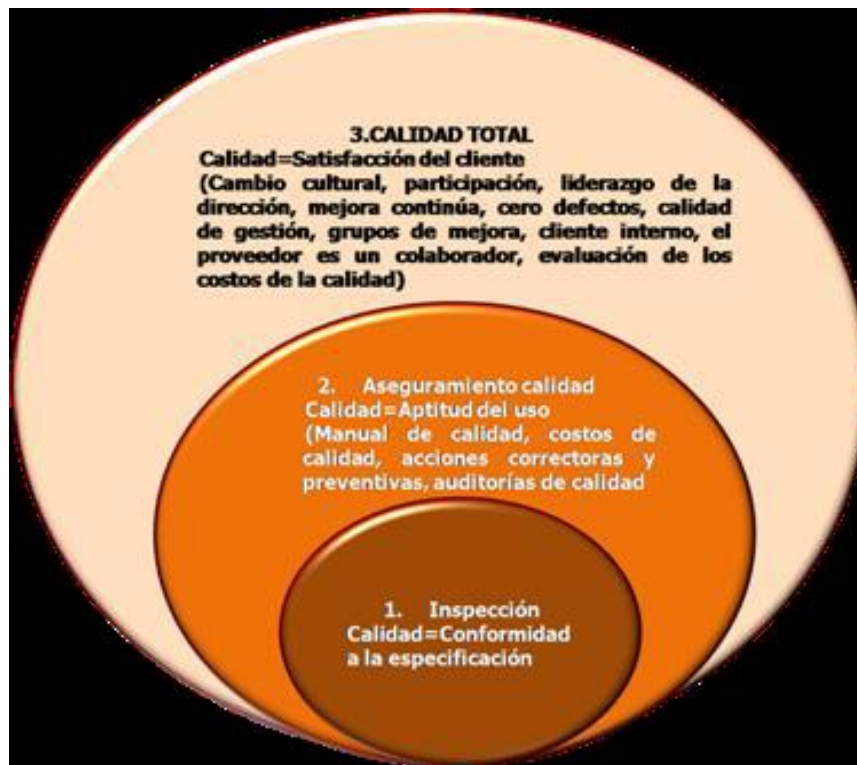 3.CALIDAD TOTAL
Calidad=Satisfacción del cliente
(Cambio cultural, participación, liderazgo de la
dirección, mejora continúa, cero defectos, calidad
de gestión, grupos de mejora, cliente interno, el
proveedor es un colaborador, evaluación de los
costos de la calidad)
2. Aseguramiento calidad
Calidad=Aptitud del uso
(Manual de calidad, costos de
calidad, acciones correctoras y
preventivas, auditorías de calidad
1. Inspección
Calidad=Conformidad
a la especificación